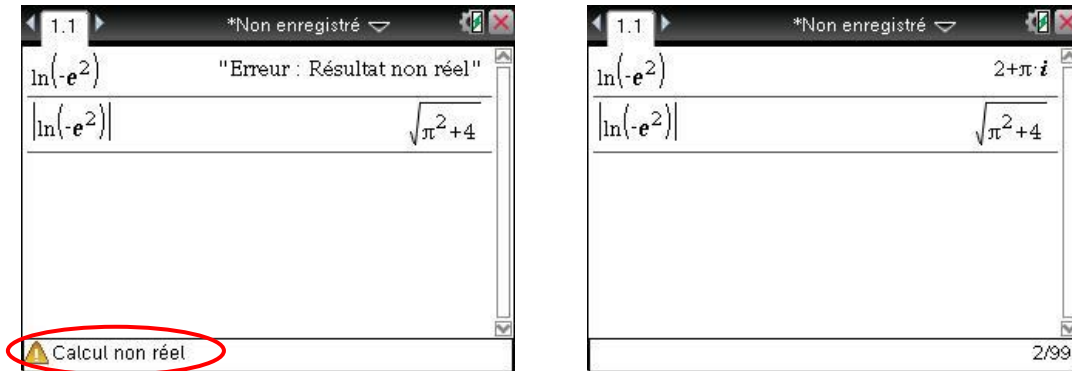 1.1 *Non enregistré
ln(-e²) "Erreur : Résultat non réel"
|ln(-e²)| √π²+4
Calcul non réel
1.1 *Non enregistré
ln(-e²) 2+π·i
|ln(-e²)| √π²+4
2/99